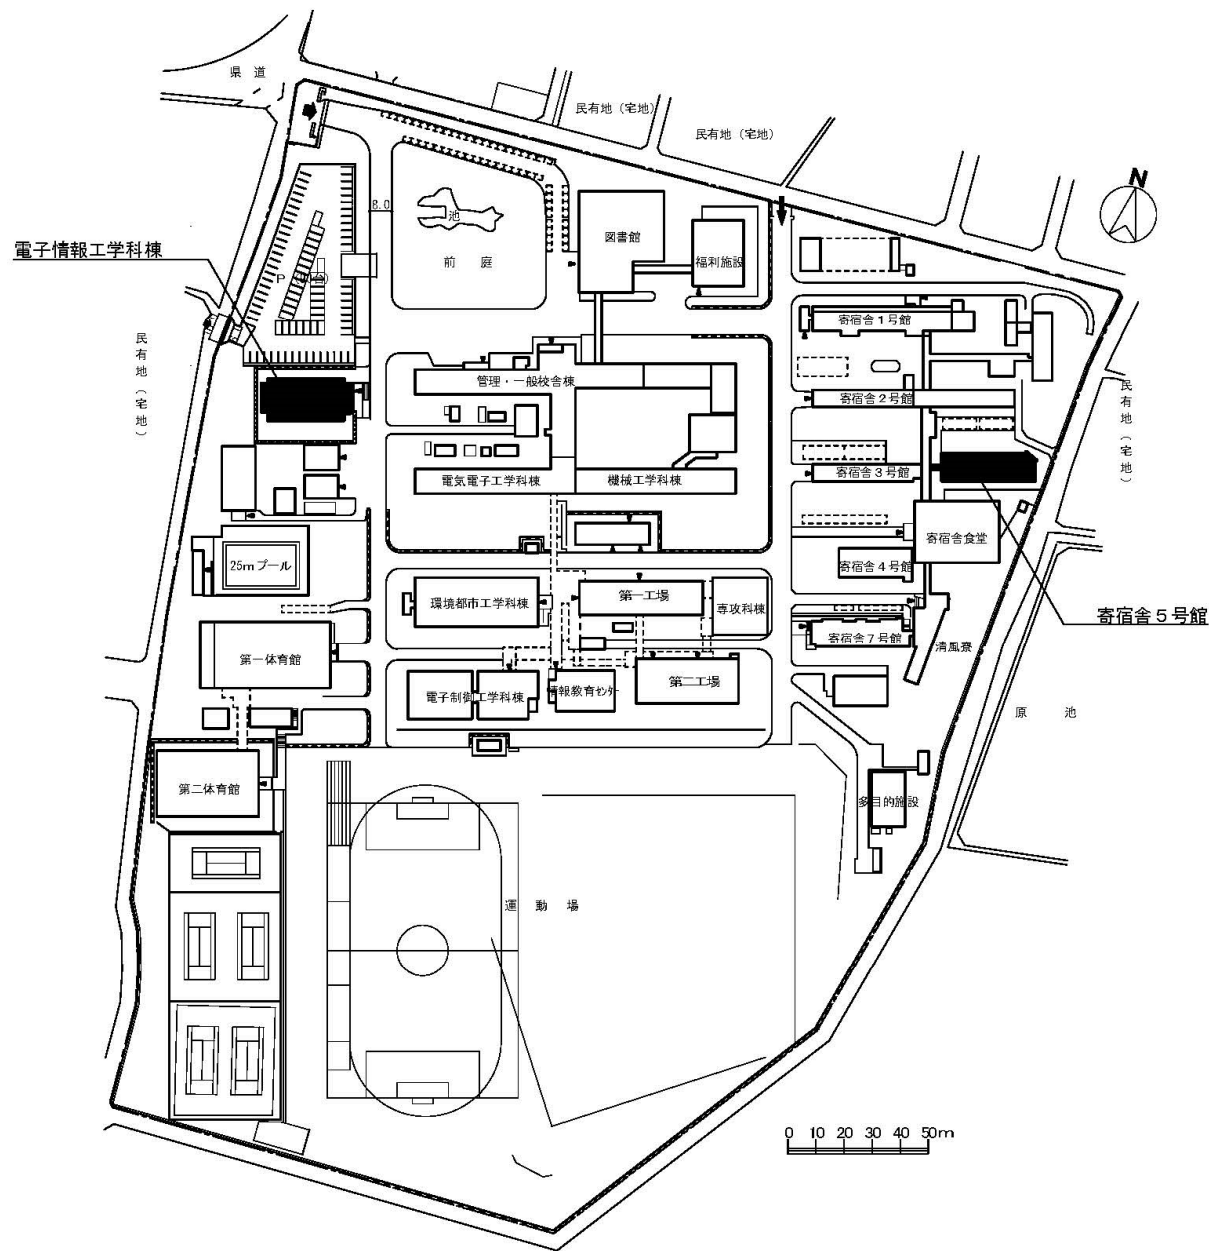 県 道
民有地（宅地）
民有地（宅地）
N
8.0
池
前 庭
図書館
福利施設
電子情報工学科棟
P
民有地（宅地）
寄宿舎１号館
管理・一般校舎棟
寄宿舎２号館
民有地（宅地）
電気電子工学科棟
機械工学科棟
寄宿舎３号館
寄宿舎食堂
25mプール
寄宿舎４号館
環境都市工学科棟
第一工場
専攻科棟
寄宿舎５号館
寄宿舎７号館
清風寮
第一体育館
電子制御工学科棟
情報教育センター
第二工場
原 池
第二体育館
多目的施設
運 動 場
0 10 20 30 40 50m